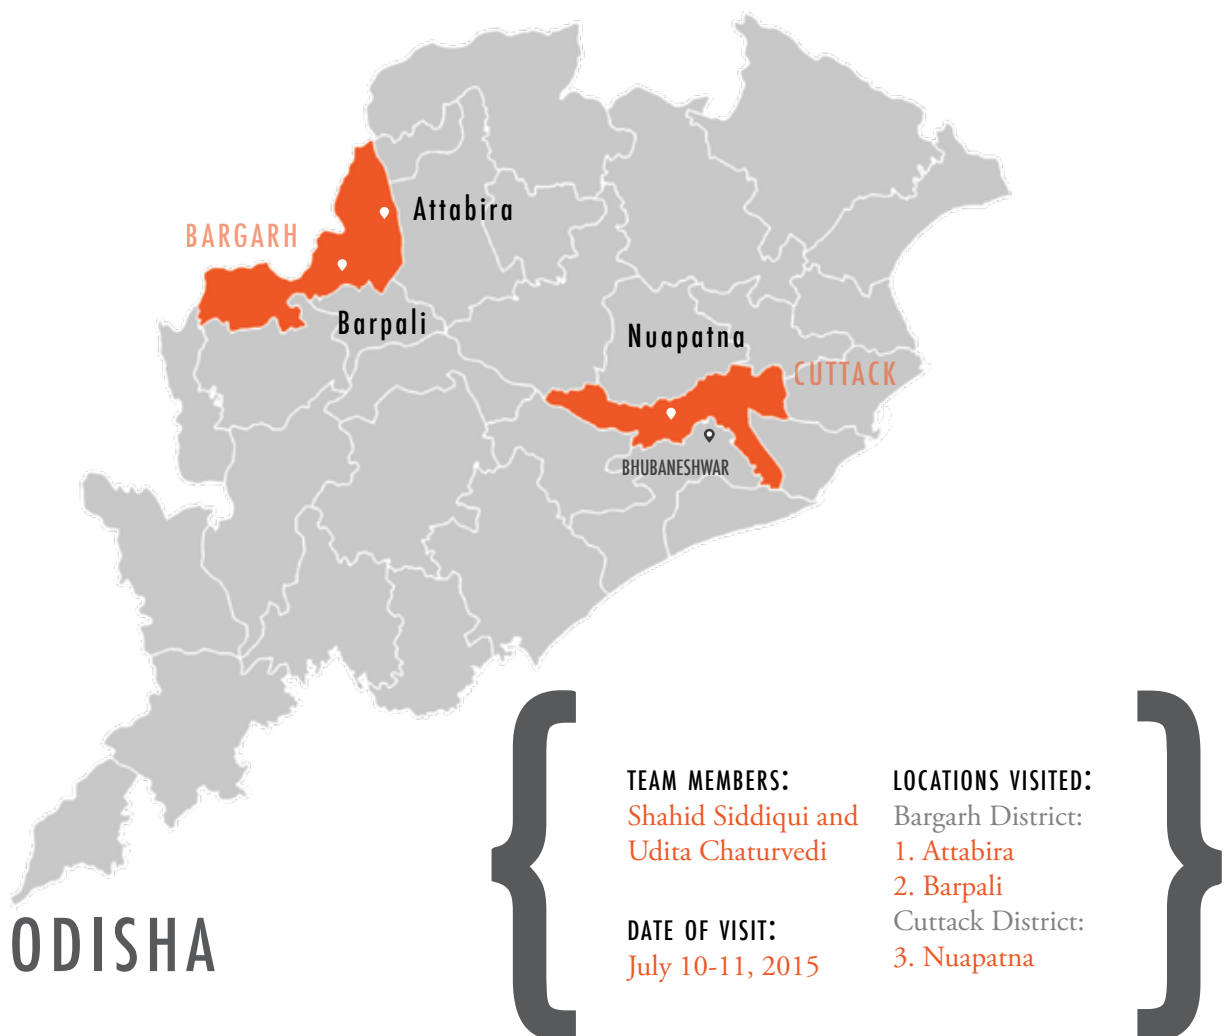 Attabira
BARGARH
Barpali
Nuapatna
CUTTACK
BHUBANESHWAR
ODISHA
TEAM MEMBERS:
Shahid Siddiqui and
Udita Chaturvedi
DATE OF VISIT:
July 10-11, 2015
LOCATIONS VISITED:
Bargarh District:
1. Attabira
2. Barpali
Cuttack District:
3. Nuapatna